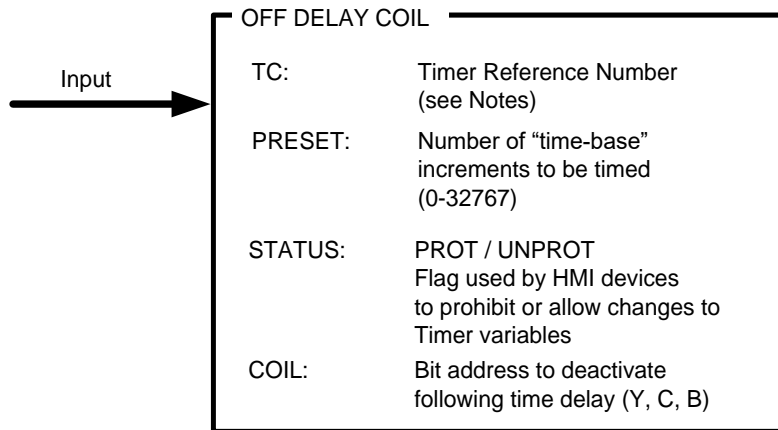 OFF DELAY COIL
Input
TC: Timer Reference Number
(see Notes)
PRESET: Number of “time-base”
increments to be timed
(0-32767)
STATUS: PROT / UNPROT
Flag used by HMI devices
to prohibit or allow changes to
Timer variables
COIL: Bit address to deactivate
following time delay (Y, C, B)